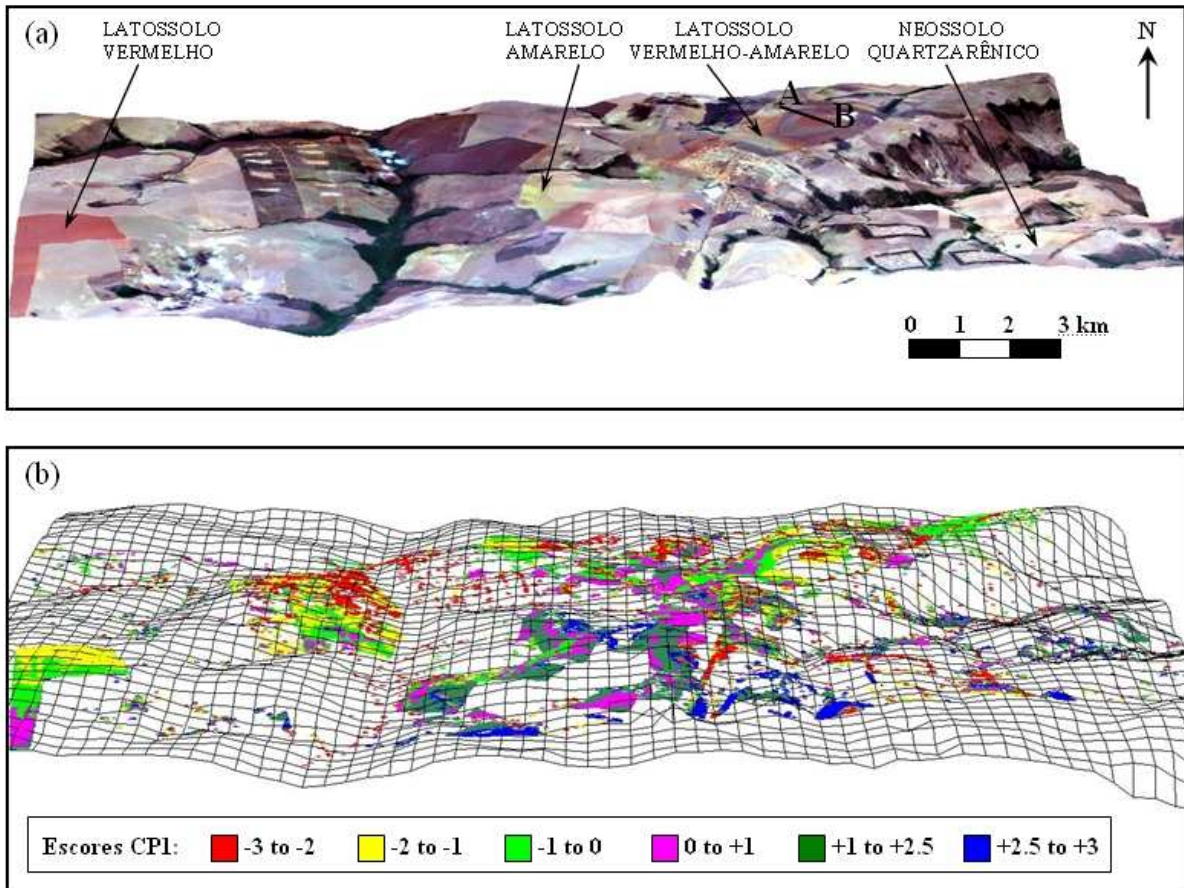 (a)
LATOSSOLO
VERMELHO
LATOSSOLO
AMARELO
LATOSSOLO
VERMELHO-AMARELO
NEOSSOLO
QUARTZARÊNICO
N
A
B
0 1 2 3 km
(b)
Escores CP1: -3 to -2 -2 to -1 -1 to 0 0 to +1 +1 to +2.5 +2.5 to +3